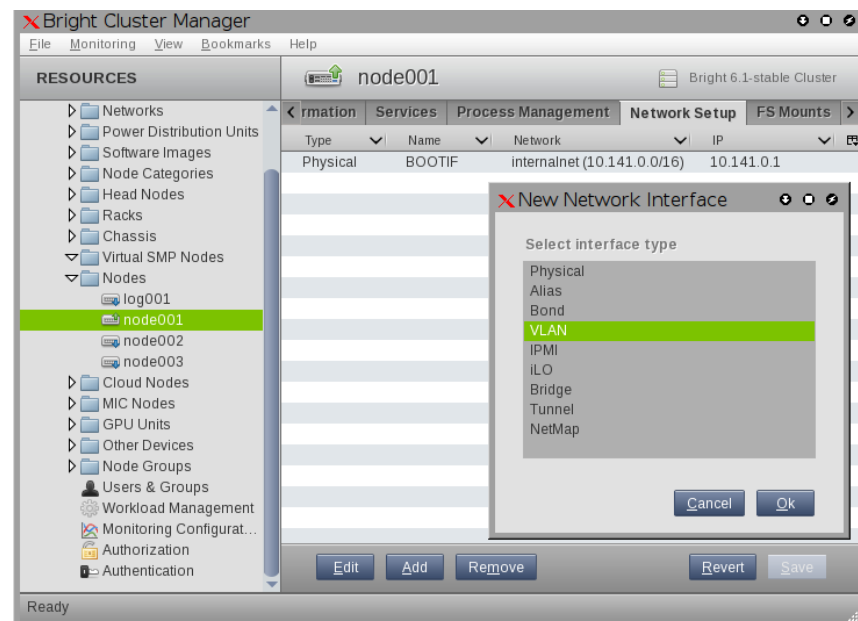 Bright Cluster Manager
File Monitoring View Bookmarks Help
RESOURCES
node001
Bright 6.1-stable Cluster
Networks
Power Distribution Units
Software Images
Node Categories
Head Nodes
Racks
Chassis
Virtual SMP Nodes
Nodes
log001
node001
node002
node003
Cloud Nodes
MIC Nodes
GPU Units
Other Devices
Node Groups
Users & Groups
Workload Management
Monitoring Configurat...
Authorization
Authentication
rmation Services Process Management Network Setup FS Mounts
Type Name Network IP
Physical BOOTIF internalnet (10.141.0.0/16) 10.141.0.1
New Network Interface
Select interface type
Physical
Alias
Bond
VLAN
IPMI
iLO
Bridge
Tunnel
NetMap
Cancel Ok
Edit Add Remove Revert Save
Ready